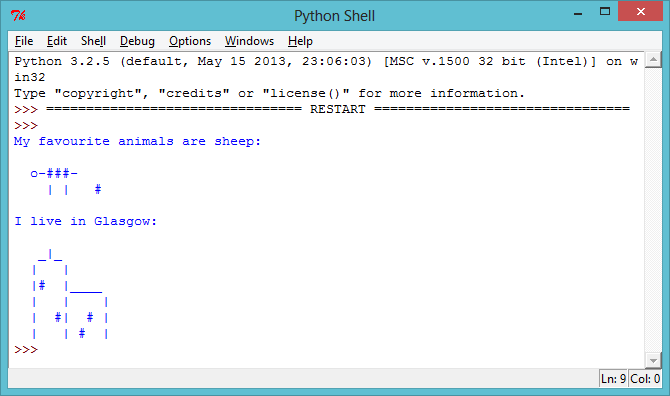 Python Shell
File Edit Shell Debug Options Windows Help
Python 3.2.5 (default, May 15 2013, 23:06:03) [MSC v.1500 32 bit (Intel)] on w
in32
Type "copyright", "credits" or "license()" for more information.
>>> ================================ RESTART ================================
>>>
My favourite animals are sheep:

  o-###-
    | |   #

I live in Glasgow:

   _|_
  |   |
  |#  |____
  |   |    |
  |  #|  # |
  |   | #  |
>>>
Ln: 9 Col: 0